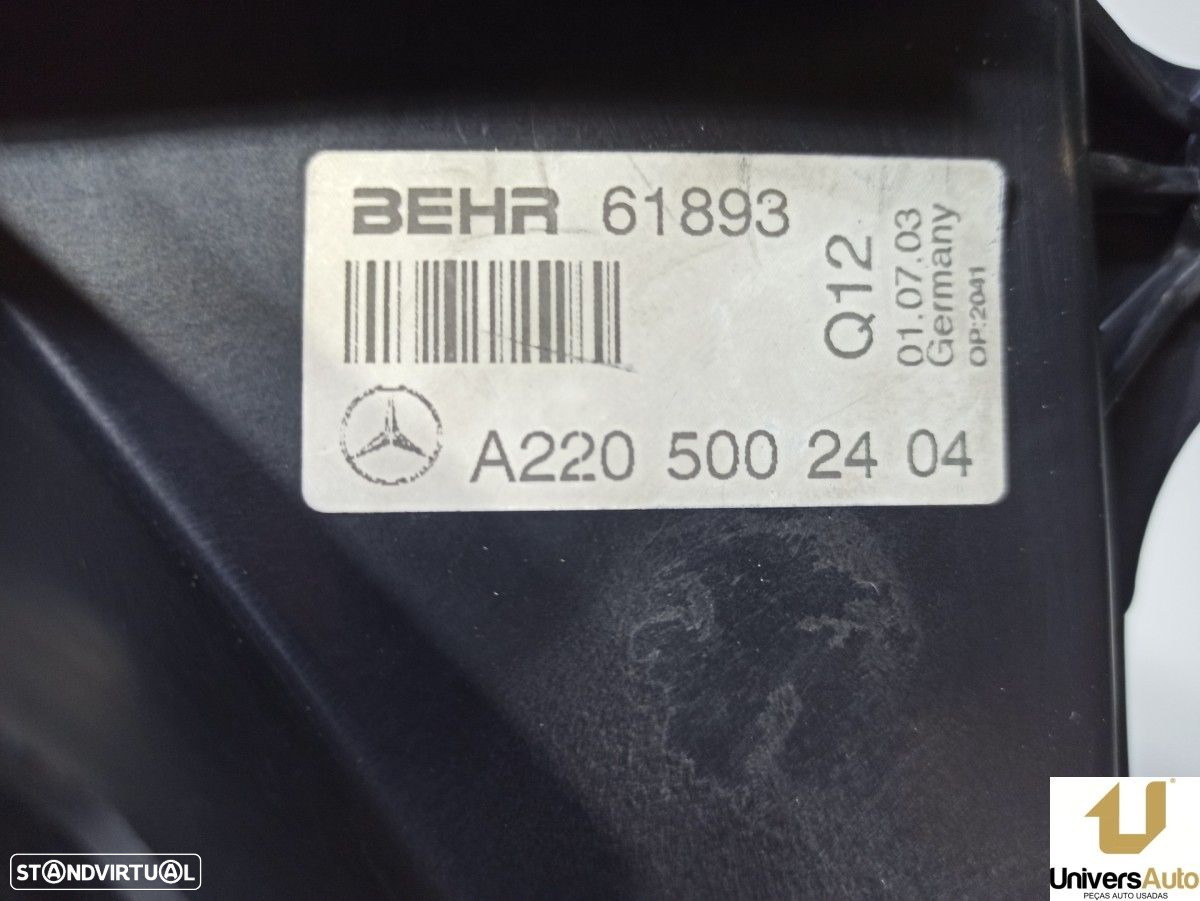 BEHR 61893
Q12
01.07.03
Germany
OP:2041
A220 500 24 04
STANDVIRTUAL
UniversAuto
PEÇAS AUTO USADAS